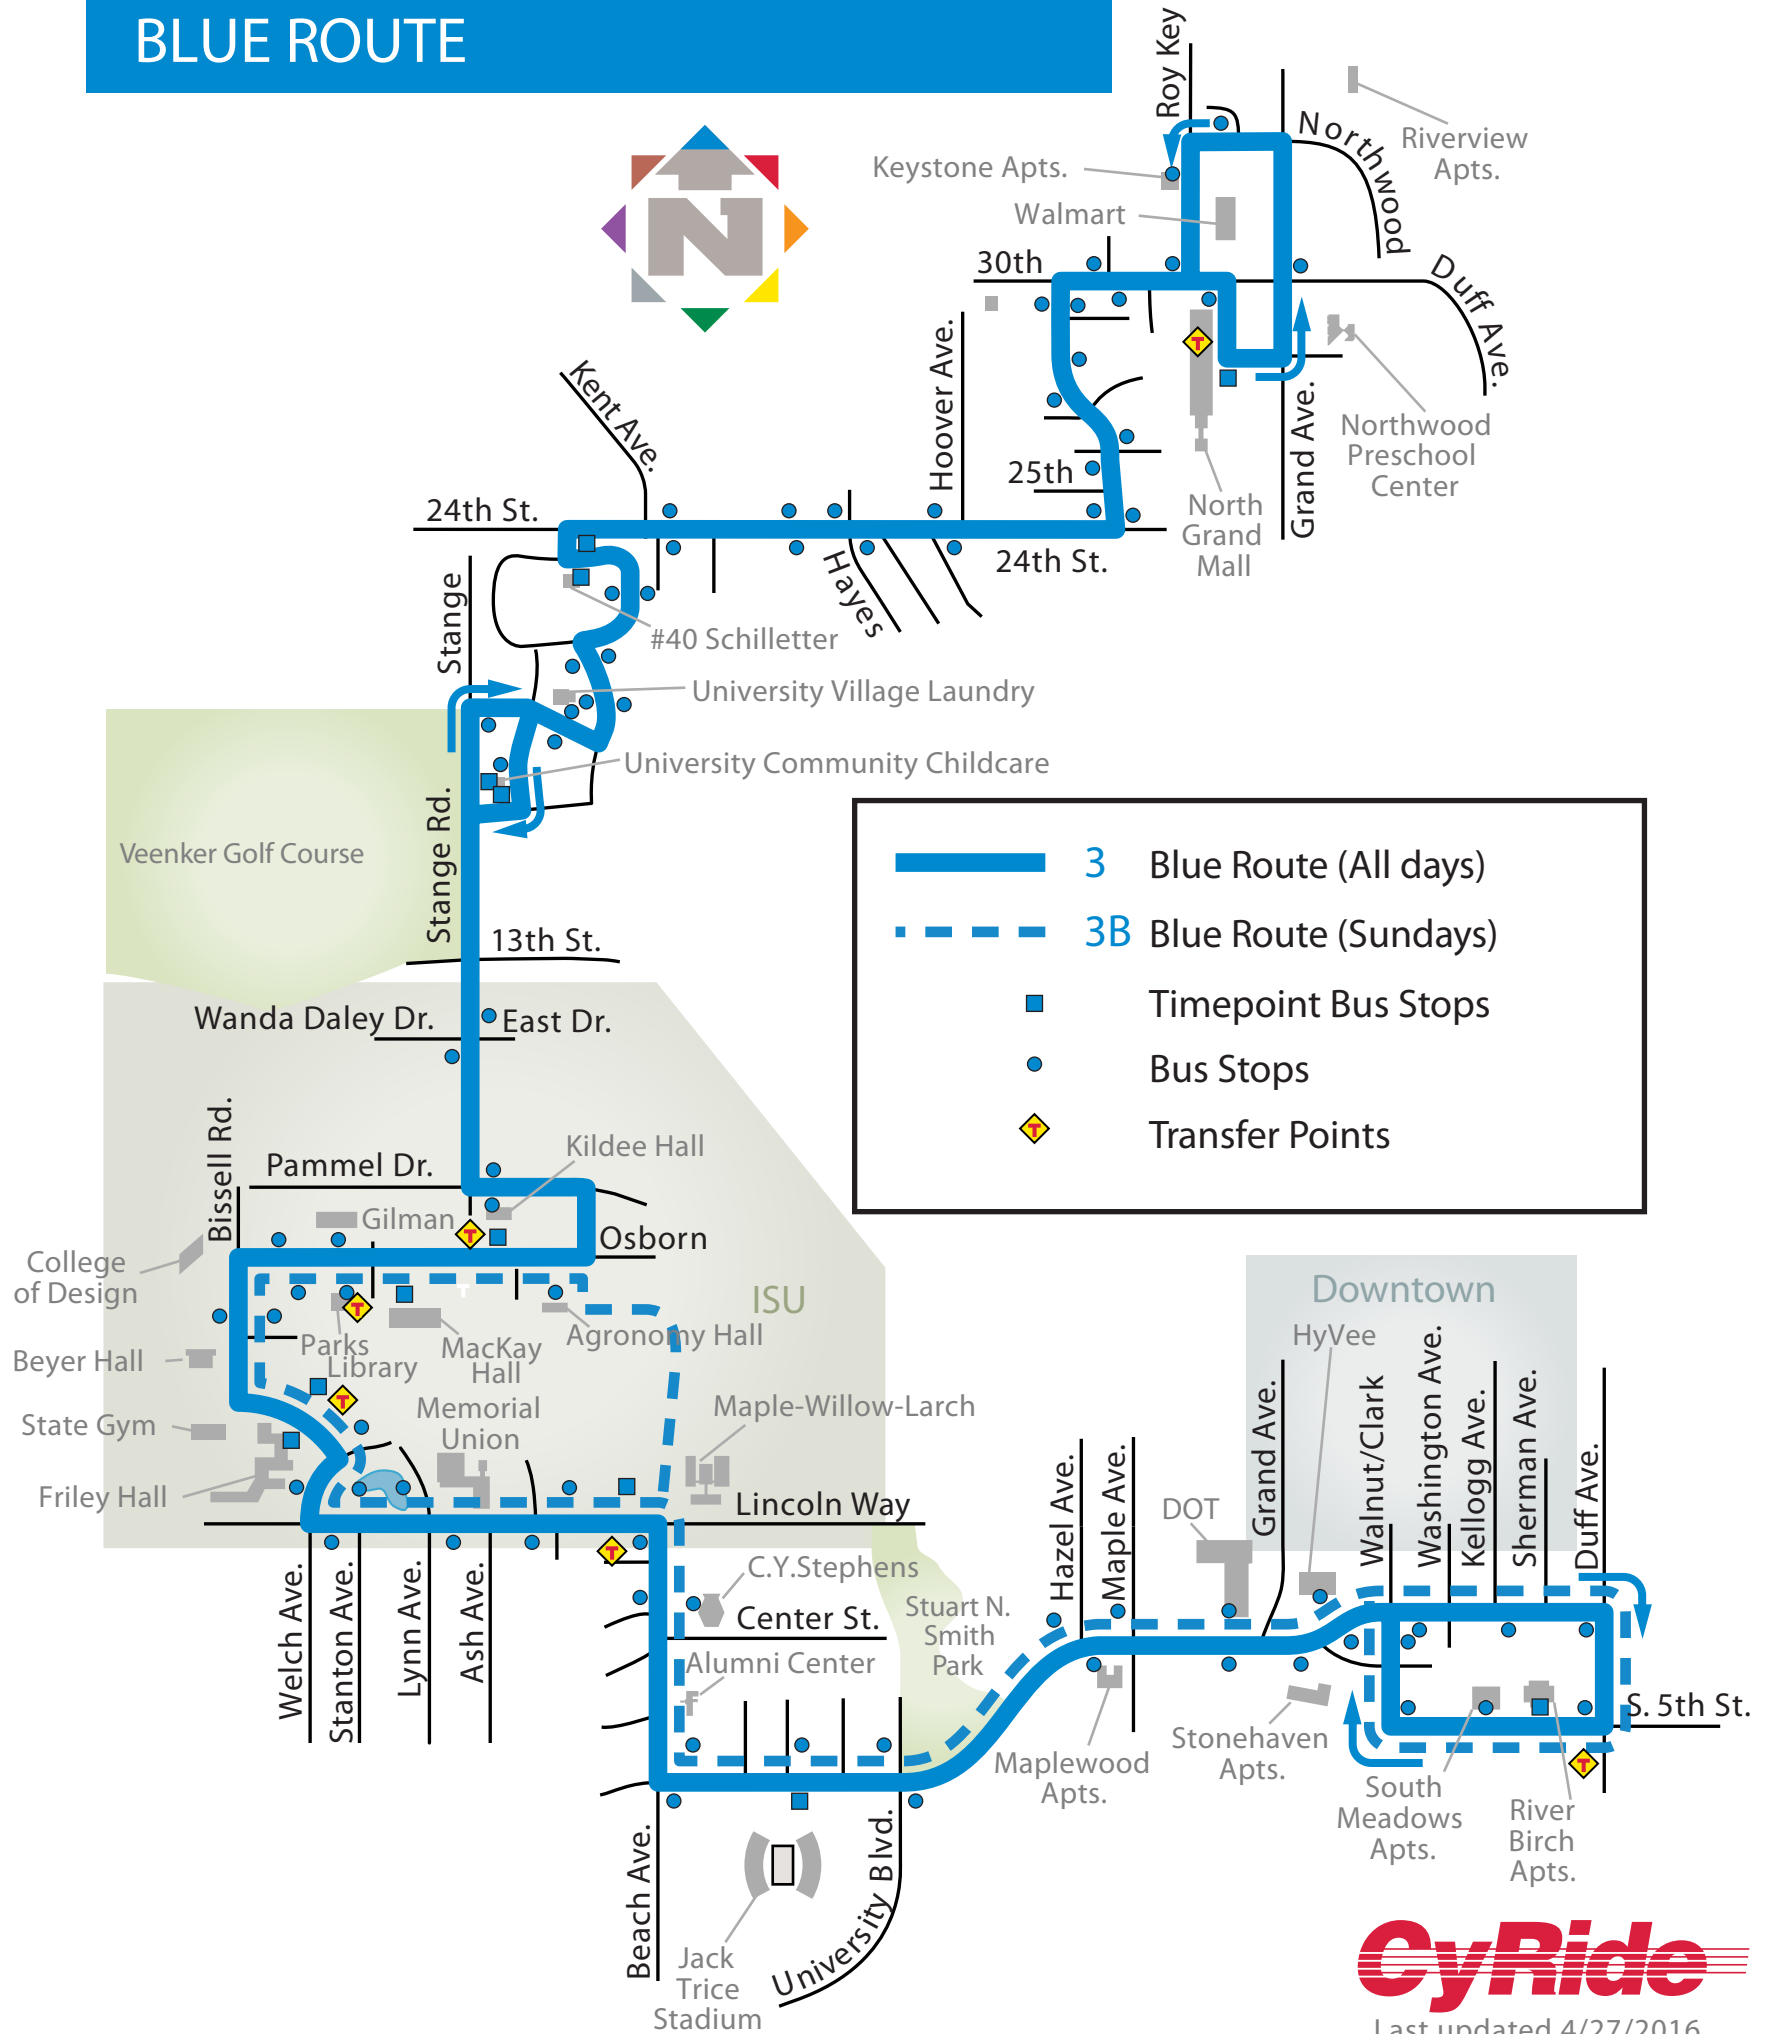 BLUE ROUTE
Roy Key
Northwood
Riverview
Apts.
Keystone Apts.
Walmart
30th
Duff Ave.
N
Hoover Ave.
T
Grand Ave.
Northwood
Preschool
Center
Kent Ave.
25th
North
Grand
Mall
24th St.
24th St.
Hayes
Stange
#40 Schilletter
University Village Laundry
University Community Childcare
Stange Rd.
Veenker Golf Course
3 Blue Route (All days)
3B Blue Route (Sundays)
Timepoint Bus Stops
Bus Stops
T Transfer Points
13th St.
Wanda Daley Dr.
East Dr.
Bissell Rd.
Pammel Dr.
Kildee Hall
Gilman
T
Osborn
College
of Design
T
ISU
T
Parks
Library
MacKay
Hall
Agronomy Hall
Beyer Hall
T
State Gym
Memorial
Union
Maple-Willow-Larch
Friley Hall
Lincoln Way
Downtown
HyVee
Grand Ave.
Walnut/Clark
Washington Ave.
Kellogg Ave.
Sherman Ave.
Duff Ave.
Hazel Ave.
Maple Ave.
DOT
T
Welch Ave.
Stanton Ave.
Lynn Ave.
Ash Ave.
C.Y.Stephens
Center St.
Alumni Center
Stuart N.
Smith
Park
S. 5th St.
Maplewood
Apts.
Stonehaven
Apts.
T
South
Meadows
Apts.
River
Birch
Apts.
Beach Ave.
University Blvd.
Jack
Trice
Stadium
CyRide
Last updated 4/27/2016